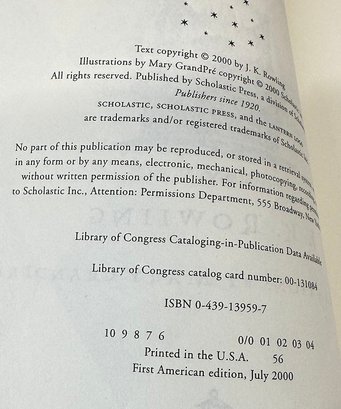 Text copyright © 2000 by J. K. Rowling
Illustrations by Mary GrandPré copyright © 2000
All rights reserved. Published by Scholastic Press, a division of
Publishers since 1920.
SCHOLASTIC, SCHOLASTIC PRESS, and the LANTERN LOGO
are trademarks and/or registered trademarks of
No part of this publication may be reproduced, or stored in a retrieval
in any form or by any means, electronic, mechanical, photocopying,
without written permission of the publisher. For information regarding
to Scholastic Inc., Attention: Permissions Department, 555 Broadway, New
Library of Congress Cataloging-in-Publication Data Available
Library of Congress catalog card number: 00-131084
ISBN 0-439-13959-7
10 9 8 7 6 0/0 01 02 03 04
Printed in the U.S.A. 56
First American edition, July 2000